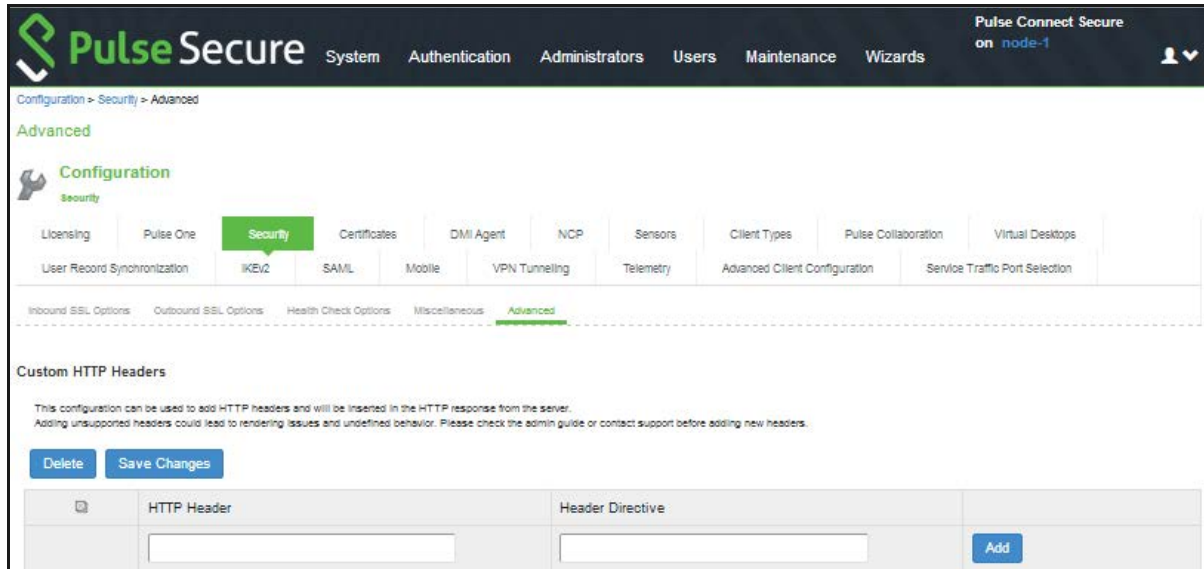 Pulse Secure
System Authentication Administrators Users Maintenance Wizards
Pulse Connect Secure
on node-1
Configuration > Security > Advanced
Advanced
Configuration
Security
Licensing Pulse One Security Certificates DMI Agent NCP Sensors Client Types Pulse Collaboration Virtual Desktops
User Record Synchronization IKEv2 SAML Mobile VPN Tunneling Telemetry Advanced Client Configuration Service Traffic Port Selection
Inbound SSL Options Outbound SSL Options Health Check Options Miscellaneous Advanced
Custom HTTP Headers
This configuration can be used to add HTTP headers and will be inserted in the HTTP response from the server.
Adding unsupported headers could lead to rendering issues and undefined behavior. Please check the admin guide or contact support before adding new headers.
Delete Save Changes
HTTP Header Header Directive
Add